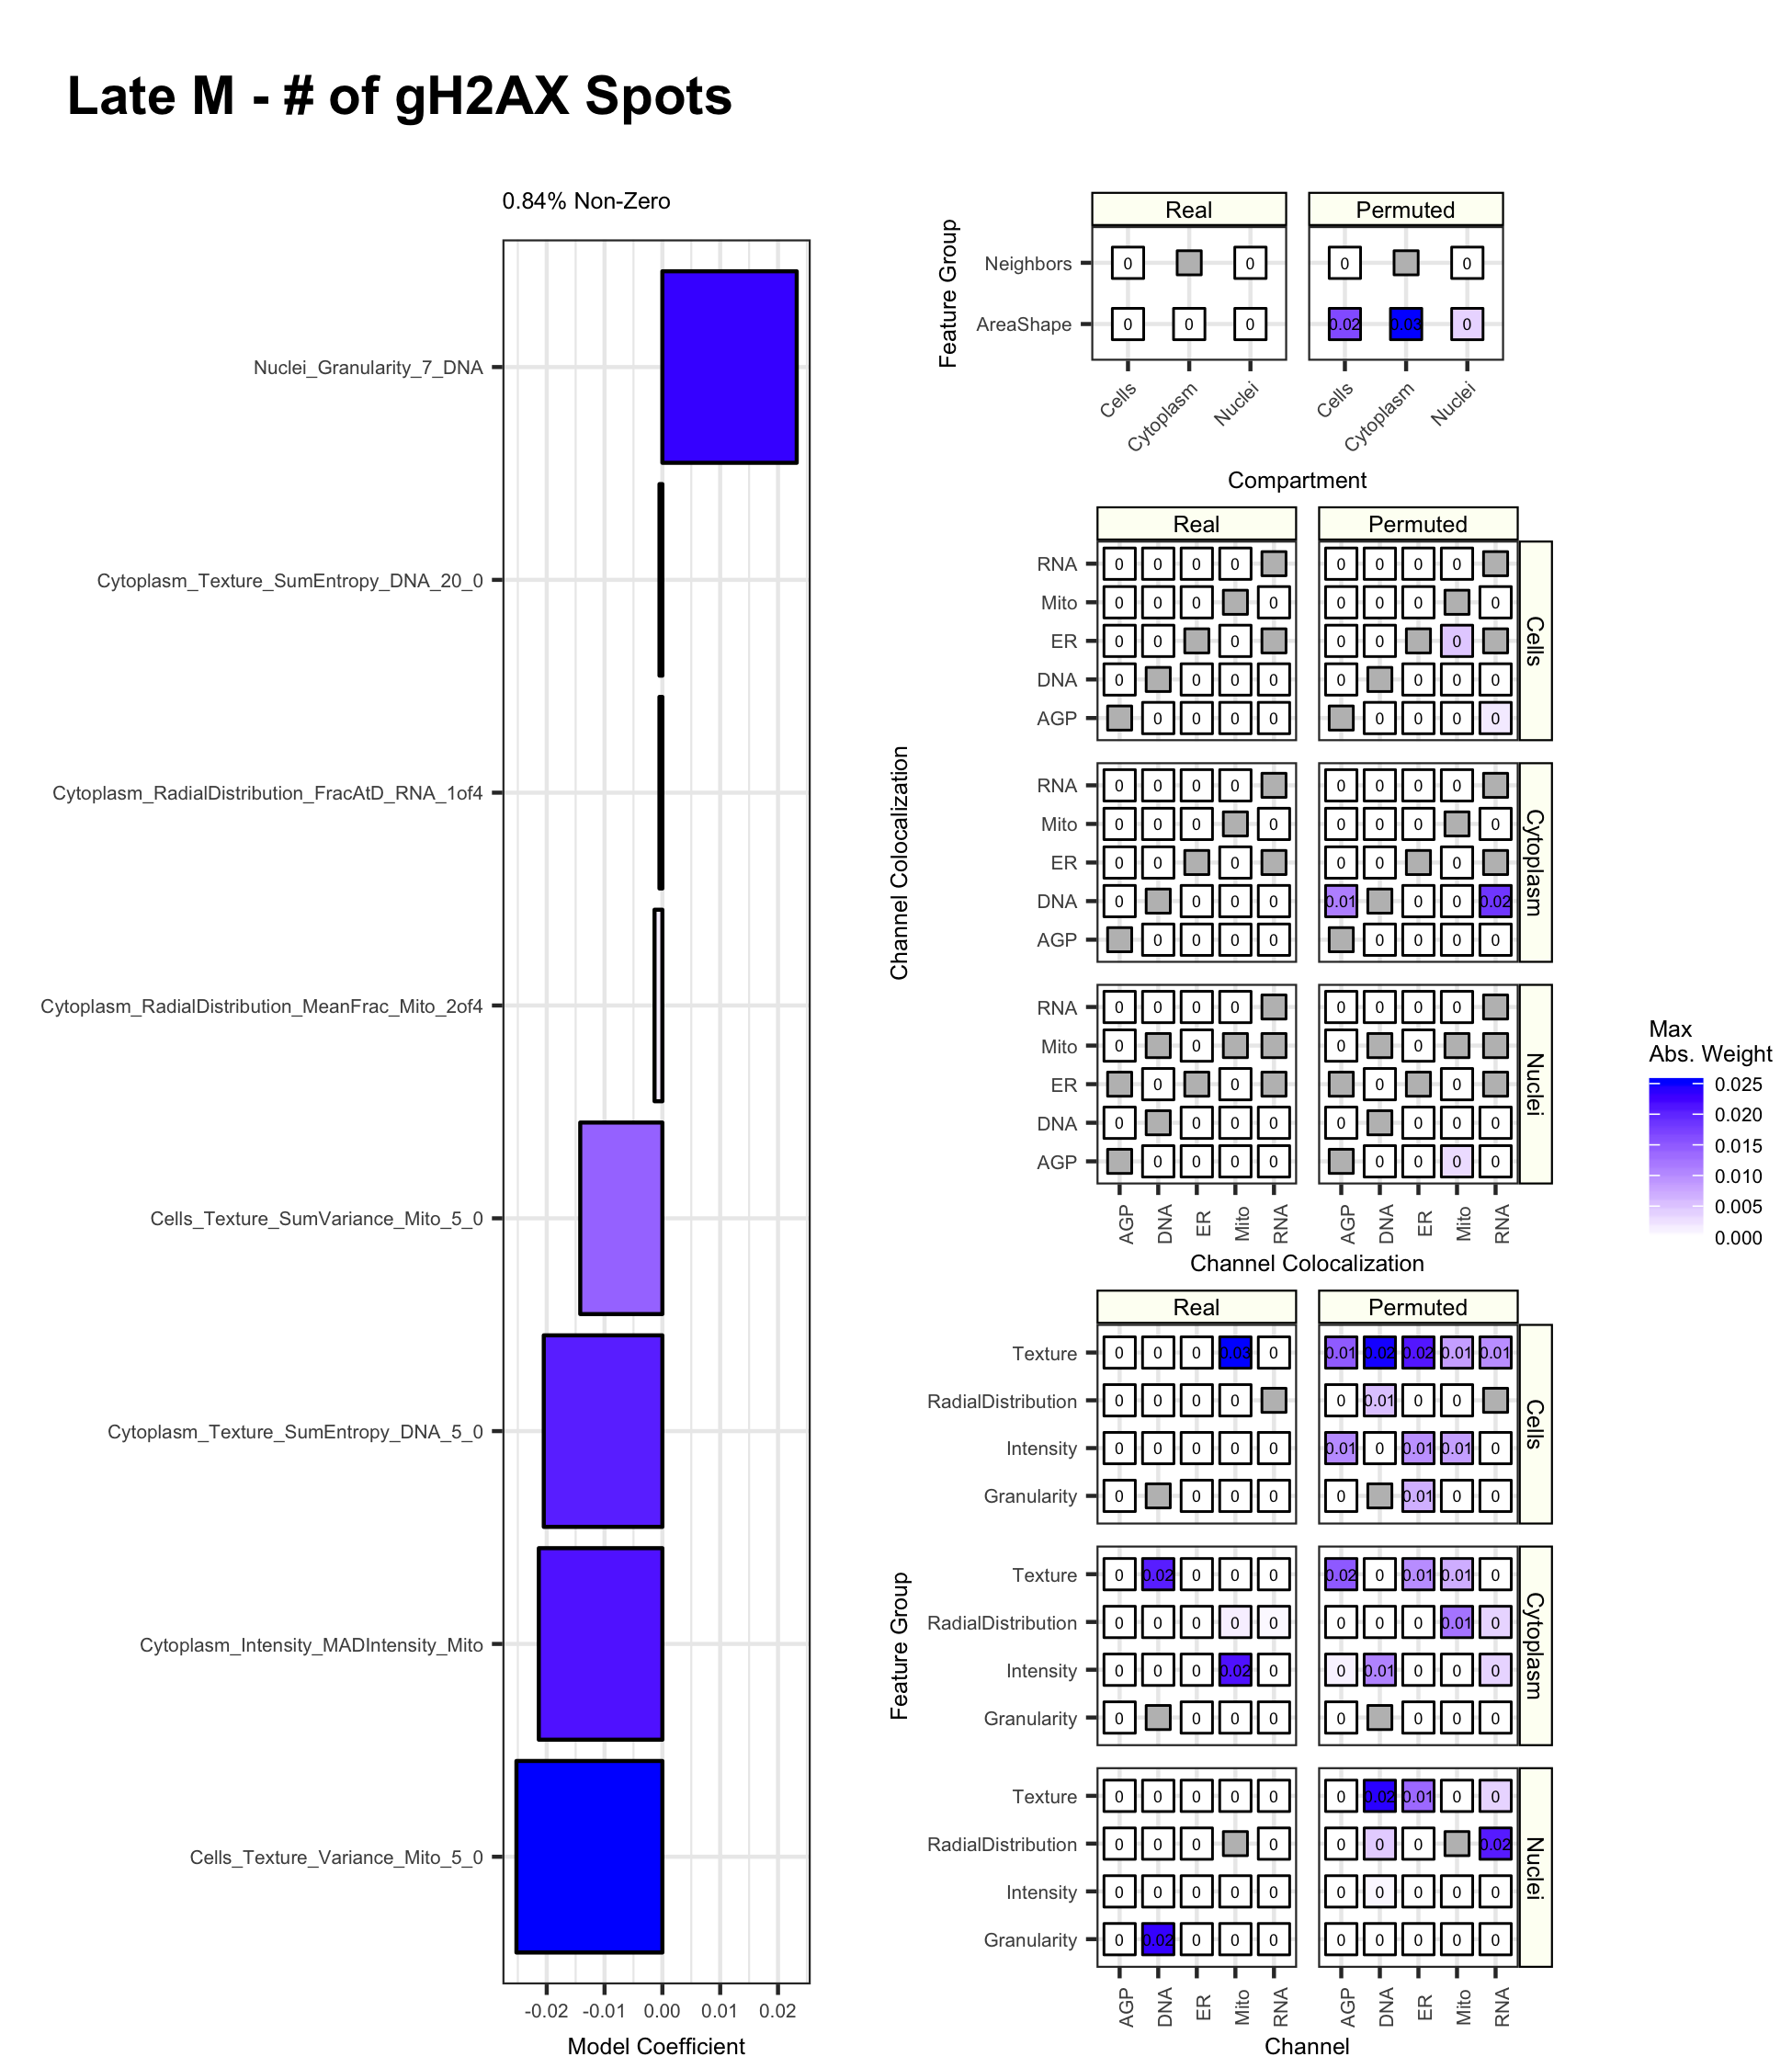 Late M - # of gH2AX Spots
0.84% Non-Zero
Nuclei_Granularity_7_DNA
Cytoplasm_Texture_SumEntropy_DNA_20_0
Cytoplasm_RadialDistribution_FracAtD_RNA_1of4
Cytoplasm_RadialDistribution_MeanFrac_Mito_2of4
Cells_Texture_SumVariance_Mito_5_0
Cytoplasm_Texture_SumEntropy_DNA_5_0
Cytoplasm_Intensity_MADIntensity_Mito
Cells_Texture_Variance_Mito_5_0
-0.02 -0.01 0.00 0.01 0.02
Model Coefficient
Real Permuted
Feature Group
Neighbors 0 0 0 0
AreaShape 0 0 0 0.02 0.03 0
Cells Cytoplasm Nuclei Cells Cytoplasm Nuclei
Compartment
Real Permuted
Channel Colocalization
RNA 0 0 0 0 0 0 0 0
Mito 0 0 0 0 0 0 0 0
ER 0 0 0 0 0 0
DNA 0 0 0 0 0 0 0 0
AGP 0 0 0 0 0 0 0 0
Cells
RNA 0 0 0 0 0 0 0 0
Mito 0 0 0 0 0 0 0 0
ER 0 0 0 0 0 0
DNA 0 0 0 0 0.01 0 0 0.02
AGP 0 0 0 0 0 0 0 0
Cytoplasm
RNA 0 0 0 0 0 0 0 0
Mito 0 0 0 0
ER 0 0 0 0
DNA 0 0 0 0 0 0 0 0
AGP 0 0 0 0 0 0 0 0
Nuclei
AGP DNA ER Mito RNA AGP DNA ER Mito RNA
Channel Colocalization
Real Permuted
Feature Group
Texture 0 0 0 0.03 0 0.01 0.02 0.02 0.01 0.01
RadialDistribution 0 0 0 0 0 0.01 0 0
Intensity 0 0 0 0 0 0.01 0 0.01 0.01 0
Granularity 0 0 0 0 0 0.01 0 0
Cells
Texture 0 0.02 0 0 0 0.02 0 0.01 0.01 0
RadialDistribution 0 0 0 0 0 0 0 0 0.01 0
Intensity 0 0 0 0.02 0 0 0.01 0 0 0
Granularity 0 0 0 0 0 0 0 0
Cytoplasm
Texture 0 0 0 0 0 0 0.02 0.01 0 0
RadialDistribution 0 0 0 0 0 0 0 0.02
Intensity 0 0 0 0 0 0 0 0 0 0
Granularity 0 0.02 0 0 0 0 0 0 0 0
Nuclei
AGP DNA ER Mito RNA AGP DNA ER Mito RNA
Channel
Max
Abs. Weight
0.025
0.020
0.015
0.010
0.005
0.000